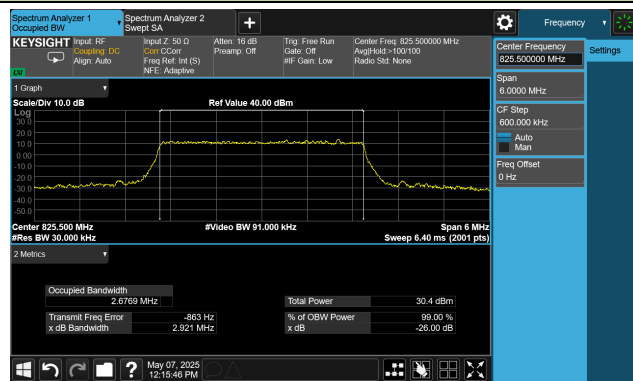 Spectrum Analyzer 1
Occupied BW
Spectrum Analyzer 2
Swept SA
+
Frequency
KEYSIGHT
Input: RF
Coupling: DC
Align: Auto
Input Z: 50 Ω
Corr CCorr
Freq Ref: Int (S)
NFE: Adaptive
Atten: 16 dB
Preamp: Off
Trig: Free Run
Gate: Off
#IF Gain: Low
Center Freq: 825.500000 MHz
Avg|Hold:>100/100
Radio Std: None
LXI
Center Frequency
825.500000 MHz
Settings
Span
6.0000 MHz
CF Step
600.000 kHz
Auto
Man
Freq Offset
0 Hz
1 Graph
Scale/Div 10.0 dB
Ref Value 40.00 dBm
Log
30.0
20.0
10.0
0.0
-10.0
-20.0
-30.0
-40.0
-50.0
Center 825.500 MHz
#Video BW 91.000 kHz
Span 6 MHz
#Res BW 30.000 kHz
Sweep 6.40 ms (2001 pts)
2 Metrics
Occupied Bandwidth
2.6769 MHz
Total Power 30.4 dBm
Transmit Freq Error -863 Hz
% of OBW Power 99.00 %
x dB Bandwidth 2.921 MHz
x dB -26.00 dB
?
May 07, 2025
12:15:46 PM